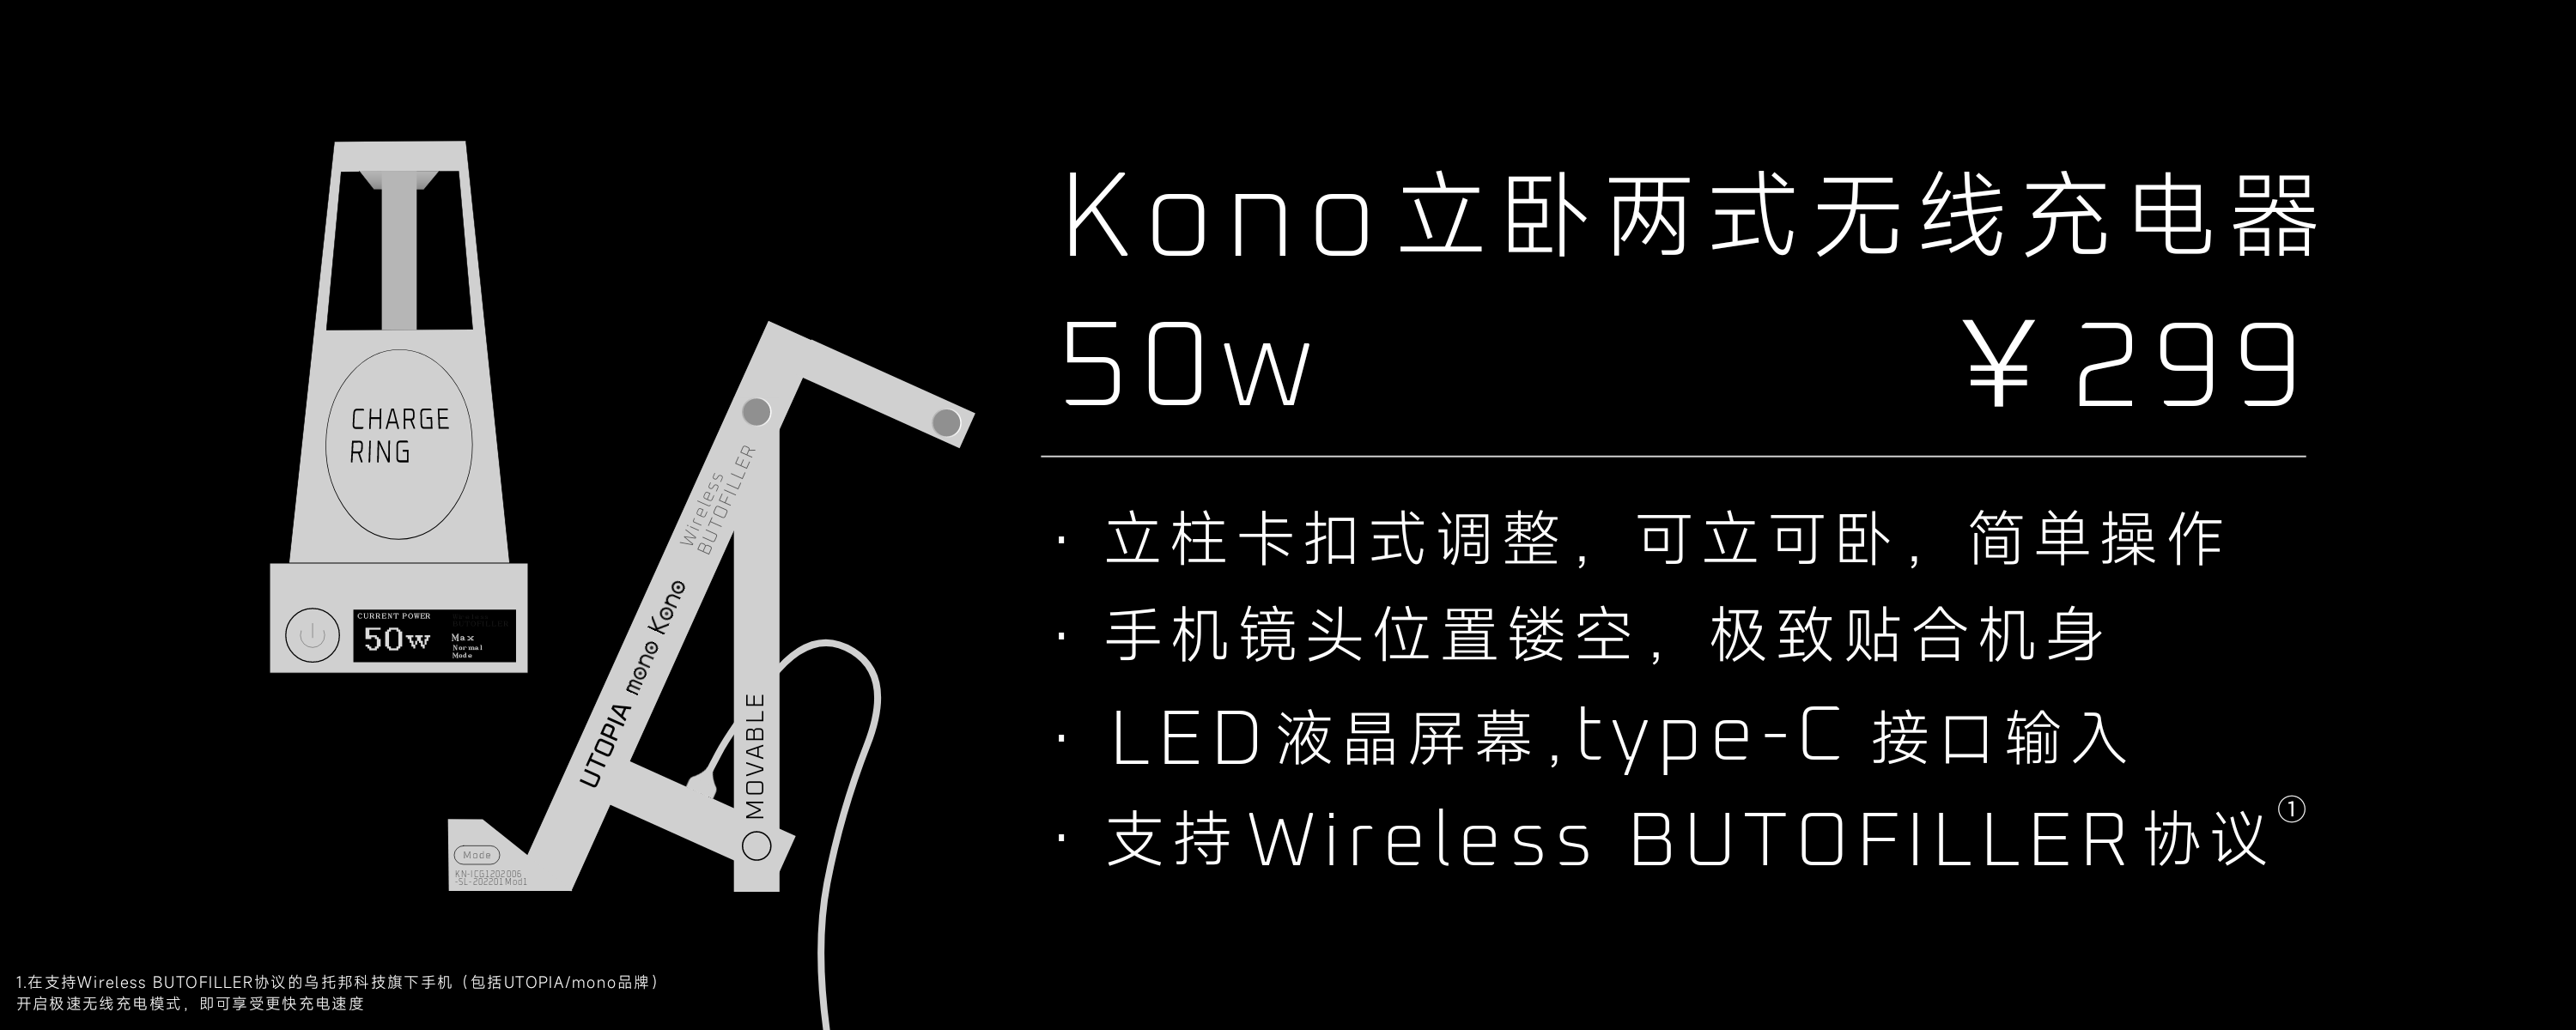 Kono立卧两式无线充电器
50w ¥ 299
· 立柱卡扣式调整，可立可卧，简单操作
· 手机镜头位置镂空，极致贴合机身
· LED液晶屏幕,type-C 接口输入
· 支持Wireless BUTOFILLER协议①
CHARGE
RING
CURRENT POWER
50w
Max
Normal
Mode
Wireless
BUTOFILLER
UTOPIA mono Kono
MOVABLE
Mode
KN-ICG1202006
-SL-202201Mod1
1.在支持Wireless BUTOFILLER协议的乌托邦科技旗下手机（包括UTOPIA/mono品牌）
开启极速无线充电模式，即可享受更快充电速度